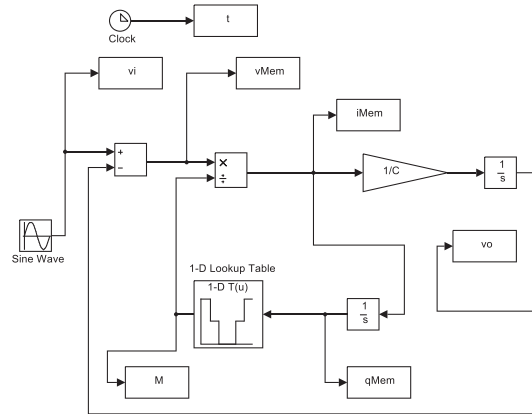 t
Clock
vi
vMem
iMem
+
−
×
÷
1/C
1
s
Sine Wave
vo
1-D Lookup Table
1-D T(u)
1
s
M
qMem